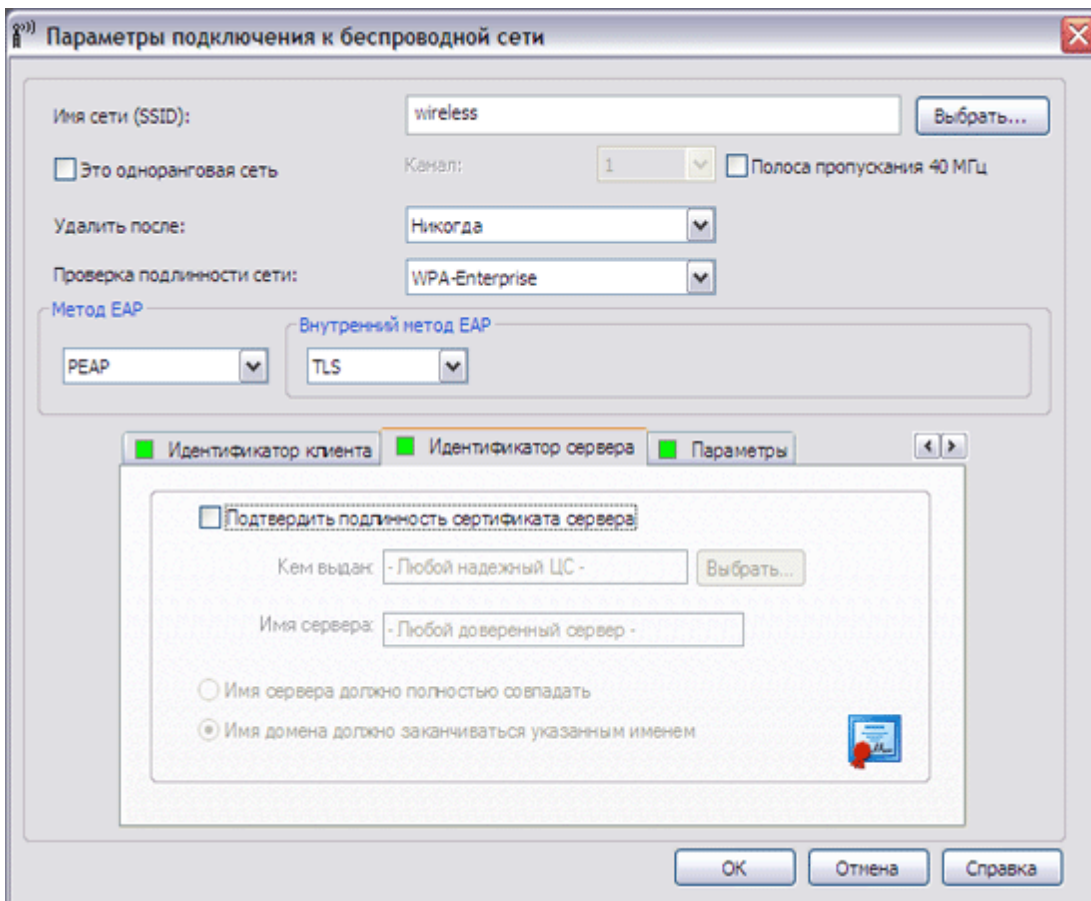 Параметры подключения к беспроводной сети
Имя сети (SSID): wireless Выбрать...
Это одноранговая сеть Канал: 1 Полоса пропускания 40 МГц
Удалить после: Никогда
Проверка подлинности сети: WPA-Enterprise
Метод EAP
Внутренний метод EAP
PEAP TLS
Идентификатор клиента Идентификатор сервера Параметры
Подтвердить подлинность сертификата сервера
Кем выдан: - Любой надежный ЦС - Выбрать...
Имя сервера: - Любой доверенный сервер -
Имя сервера должно полностью совпадать
Имя домена должно заканчиваться указанным именем
ОК Отмена Справка